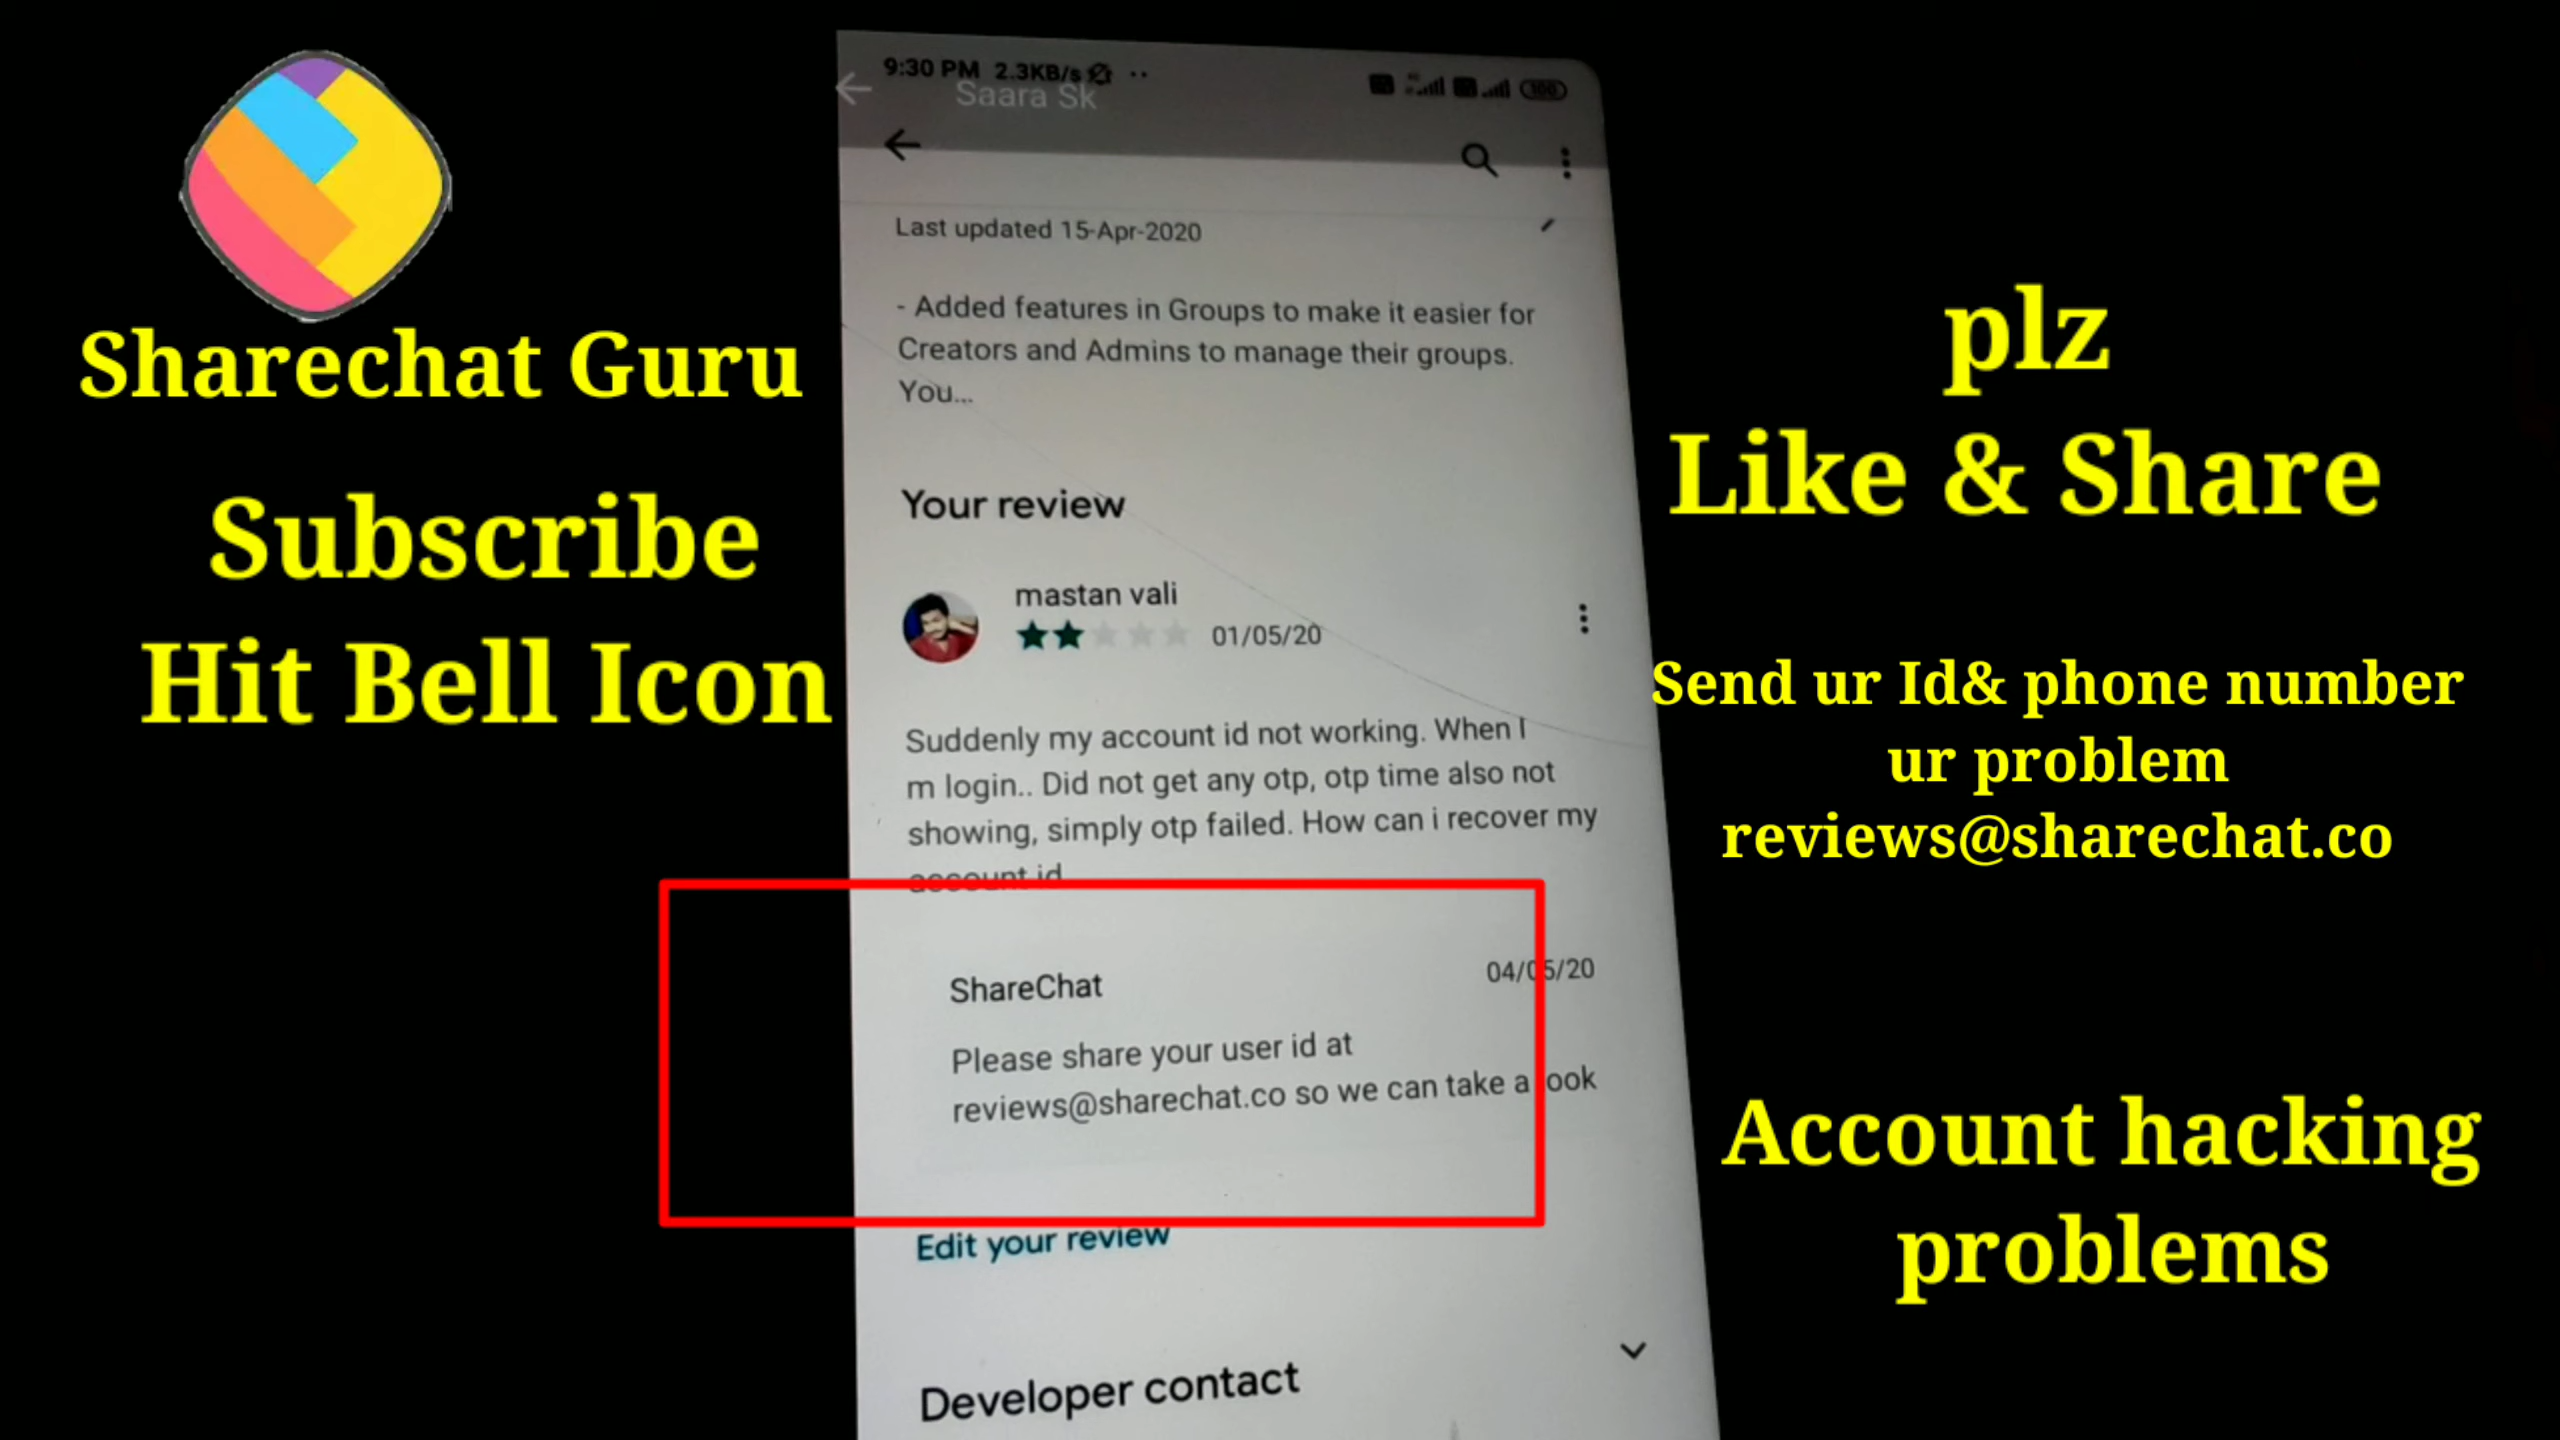 Sharechat Guru
Subscribe
Hit Bell Icon
9:30 PM 2.3KB/s
Saara Sk
100
Last updated 15-Apr-2020
- Added features in Groups to make it easier for
Creators and Admins to manage their groups.
You...
Your review
mastan vali
01/05/20
Suddenly my account id not working. When I
m login.. Did not get any otp, otp time also not
showing, simply otp failed. How can i recover my
account id
ShareChat 04/05/20
Please share your user id at
reviews@sharechat.co so we can take a look
Edit your review
Developer contact
plz
Like & Share
Send ur Id& phone number
ur problem
reviews@sharechat.co
Account hacking
problems